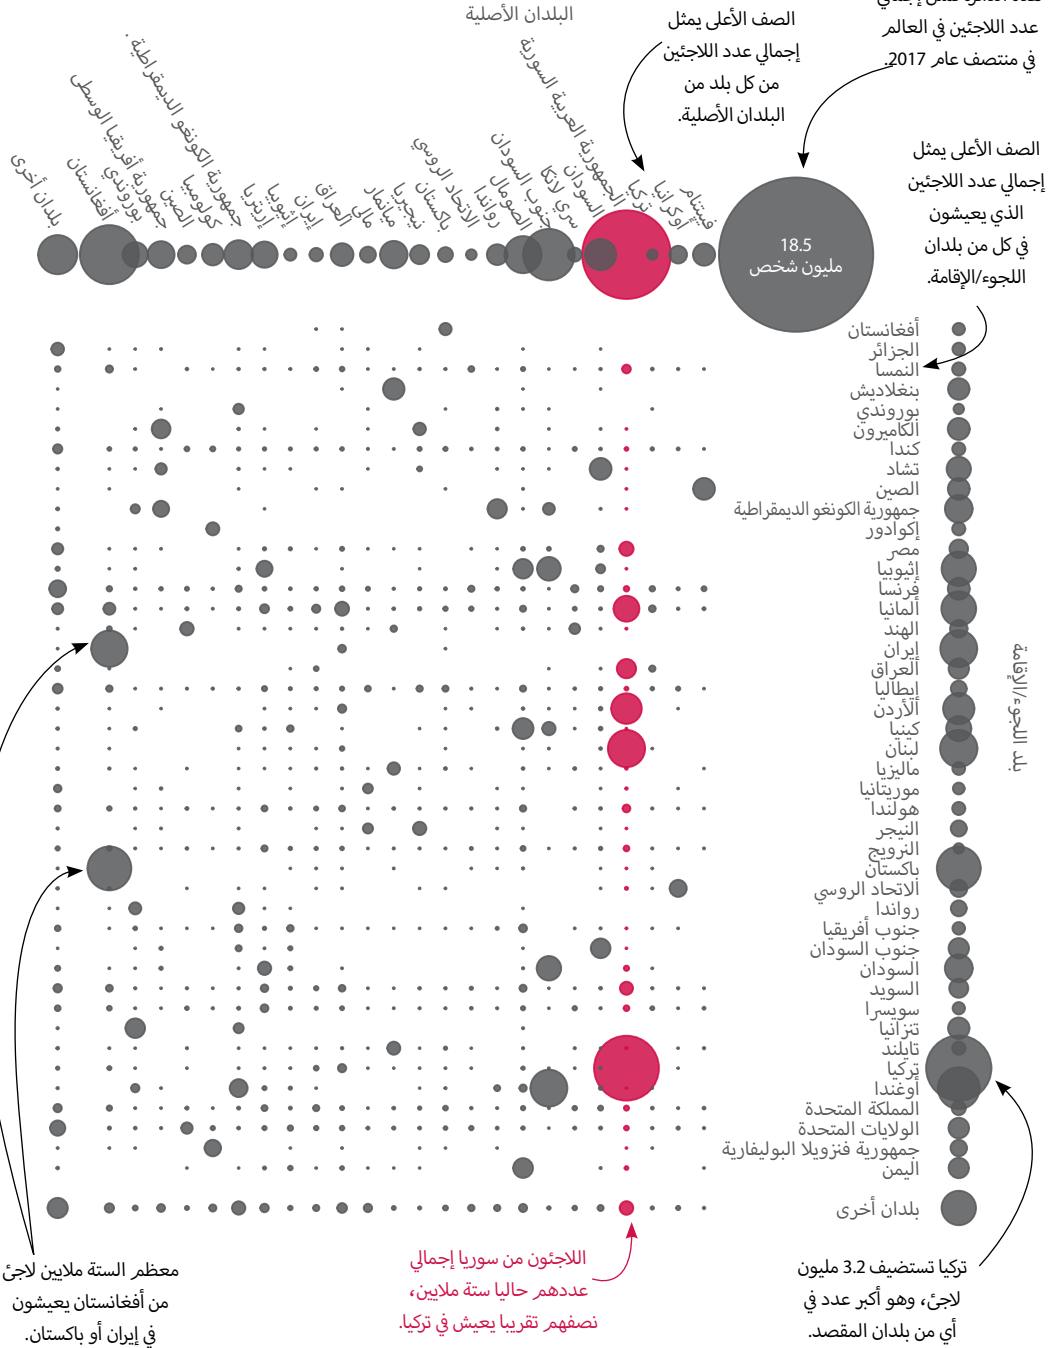 عدد اللاجئين في العالم
في منتصف عام 2017.
الصف الأعلى يمثل
إجمالي عدد اللاجئين
من كل بلد من
البلدان الأصلية.
البلدان الأصلية
الصف الأعلى يمثل
إجمالي عدد اللاجئين
الذي يعيشون
في كل من بلدان
اللجوء/الإقامة.
18.5
مليون شخص
فييتنام
أوكرانيا
تركيا
الجمهورية العربية السورية
السودان
سري لانكا
جنوب السودان
الصومال
رواندا
الاتحاد الروسي
باكستان
نيجيريا
ميانمار
مالي
العراق
إيران
إثيوبيا
إريتريا
جمهورية الكونغو الديمقراطية .
كولومبيا
الصين
جمهورية أفريقيا الوسطى
بوروندي
أفغانستان
بلدان أخرى
أفغانستان
الجزائر
النمسا
بنغلاديش
بوروندي
الكاميرون
كندا
تشاد
الصين
جمهورية الكونغو الديمقراطية
إكوادور
مصر
إثيوبيا
فرنسا
ألمانيا
الهند
إيران
العراق
إيطاليا
الأردن
كينيا
لبنان
ماليزيا
موريتانيا
هولندا
النيجر
النرويج
باكستان
الاتحاد الروسي
رواندا
جنوب أفريقيا
جنوب السودان
السودان
السويد
سويسرا
تنزانيا
تايلند
تركيا
أوغندا
المملكة المتحدة
الولايات المتحدة
جمهورية فنزويلا البوليفارية
اليمن
بلدان أخرى
بلد اللجوء/الإقامة
تركيا تستضيف 3.2 مليون
لاجئ، وهو أكبر عدد في
أي من بلدان المقصد.
اللاجئون من سوريا إجمالي
عددهم حاليا ستة ملايين،
نصفهم تقريبا يعيش في تركيا.
معظم الستة ملايين لاجئ
من أفغانستان يعيشون
في إيران أو باكستان.